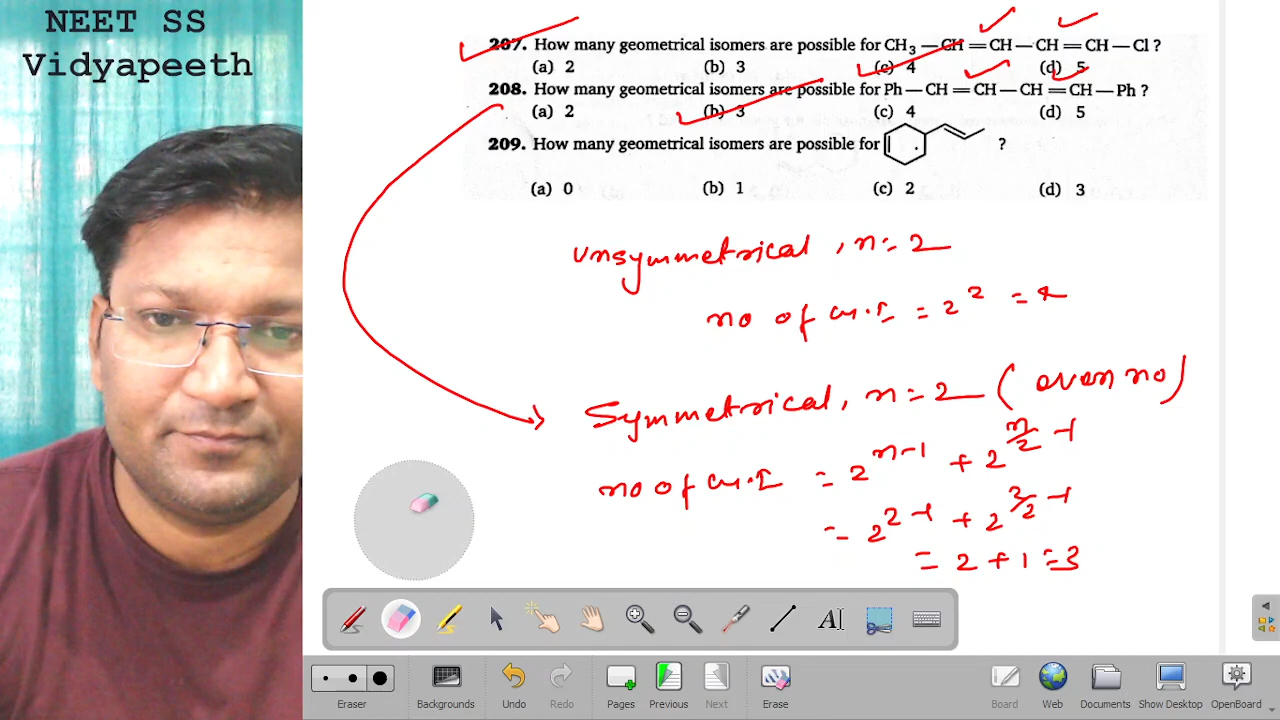 NEET SS
Vidyapeeth
207. How many geometrical isomers are possible for CH₃—CH=CH—CH=CH—Cl?
(a) 2 (b) 3 (c) 4 (d) 5
208. How many geometrical isomers are possible for Ph—CH=CH—CH=CH—Ph?
(a) 2 (b) 3 (c) 4 (d) 5
209. How many geometrical isomers are possible for ?
(a) 0 (b) 1 (c) 2 (d) 3
Unsymmetrical, n=2
no of G.I = 2² = 4
Symmetrical, n=2 (even no)
no of G.I = 2^(n-1) + 2^(n/2 -1)
= 2^(2-1) + 2^(2/2 -1)
= 2+1=3
A
Eraser
Backgrounds
Undo
Redo
Pages
Previous
Next
Erase
Board
Web
Documents
Show Desktop
OpenBoard